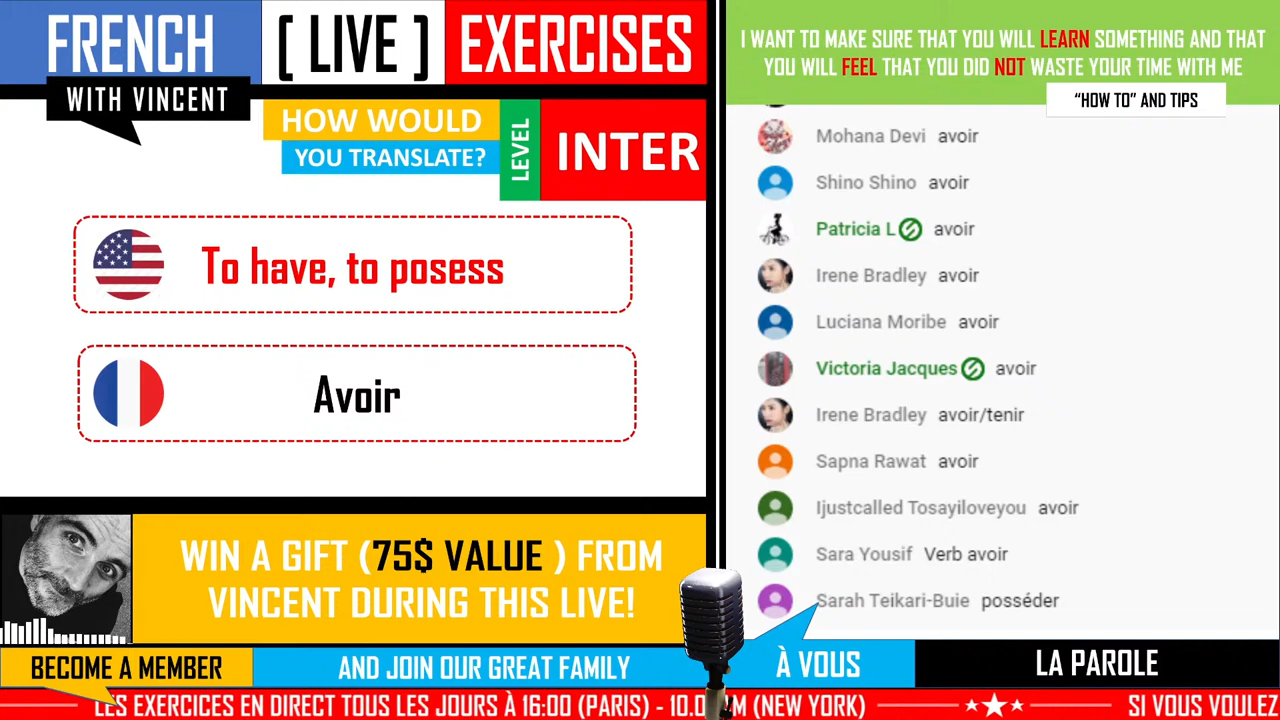 FRENCH
WITH VINCENT
[ LIVE ]
EXERCISES
HOW WOULD
YOU TRANSLATE?
LEVEL
INTER
To have, to posess
Avoir
WIN A GIFT (75$ VALUE ) FROM
VINCENT DURING THIS LIVE!
BECOME A MEMBER
AND JOIN OUR GREAT FAMILY
I WANT TO MAKE SURE THAT YOU WILL LEARN SOMETHING AND THAT
YOU WILL FEEL THAT YOU DID NOT WASTE YOUR TIME WITH ME
“HOW TO” AND TIPS
Mohana Devi avoir
Shino Shino avoir
Patricia L avoir
Irene Bradley avoir
Luciana Moribe avoir
Victoria Jacques avoir
Irene Bradley avoir/tenir
Sapna Rawat avoir
Ijustcalled Tosayiloveyou avoir
Sara Yousif Verb avoir
Sarah Teikari-Buie posséder
À VOUS
LA PAROLE
LES EXERCICES EN DIRECT TOUS LES JOURS À 16:00 (PARIS) - (NEW YORK)
SI VOUS VOULEZ